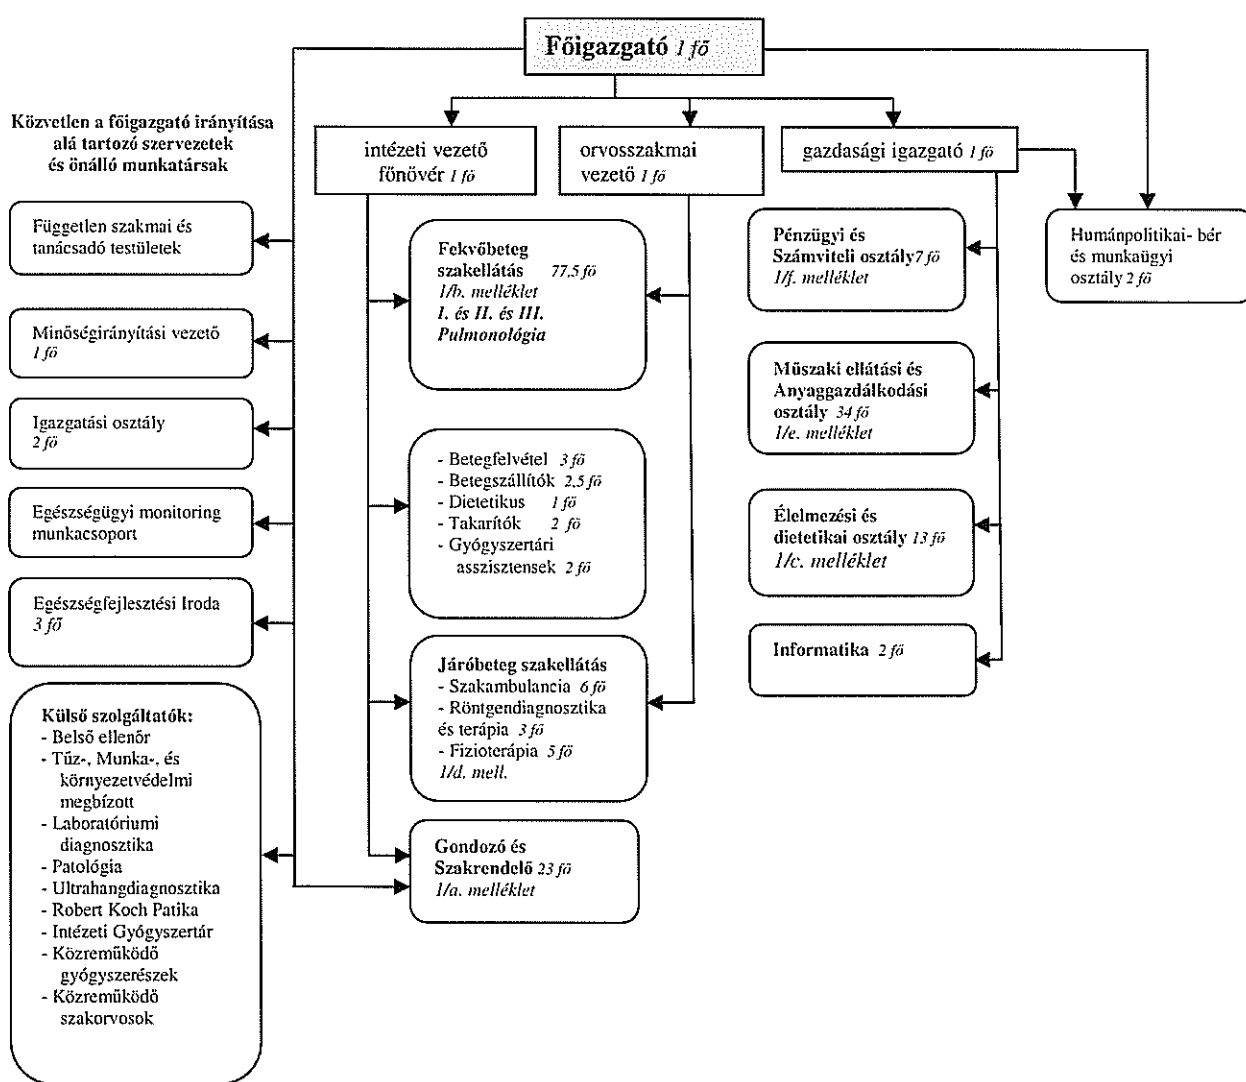 Főigazgató 1 fő
Közvetlen a főigazgató irányítása
alá tartozó szervezetek
és önálló munkatársak
intézeti vezető
főnővér 1 fő
orvosszakmai
vezető 1 fő
gazdasági igazgató 1 fő
Független szakmai és
tanácsadó testületek
Minőségirányítási vezető
1 fő
Igazgatási osztály
2 fő
Egészségügyi monitoring
munkacsoport
Egészségfejlesztési Iroda
3 fő
Külső szolgáltatók:
- Belső ellenőr
- Tűz-, Munka-, és
környezetvédelmi
megbízott
- Laboratóriumi
diagnosztika
- Patológia
- Ultrahangdiagnosztika
- Robert Koch Patika
- Intézeti Gyógyszertár
- Közreműködő
gyógyszerészek
- Közreműködő
szakorvosok
Fekvőbeteg
szakellátás 77,5 fő
1/b. melléklet
I. és II. és III.
Pulmonológia
- Betegfelvétel 3 fő
- Betegszállítók 2,5 fő
- Dietetikus 1 fő
- Takarítók 2 fő
- Gyógyszertári
asszisztensek 2 fő
Járóbeteg szakellátás
- Szakambulancia 6 fő
- Röntgendiagnosztika
és terápia 3 fő
- Fizioterápia 5 fő
1/d. mell.
Gondozó és
Szakrendelő 23 fő
1/a. melléklet
Pénzügyi és
Számviteli osztály 7 fő
1/f. melléklet
Műszaki ellátási és
Anyaggazdálkodási
osztály 34 fő
1/e. melléklet
Élelmezési és
dietetikai osztály 13 fő
1/c. melléklet
Informatika 2 fő
Humánpolitikai- bér
és munkaügyi
osztály 2 fő